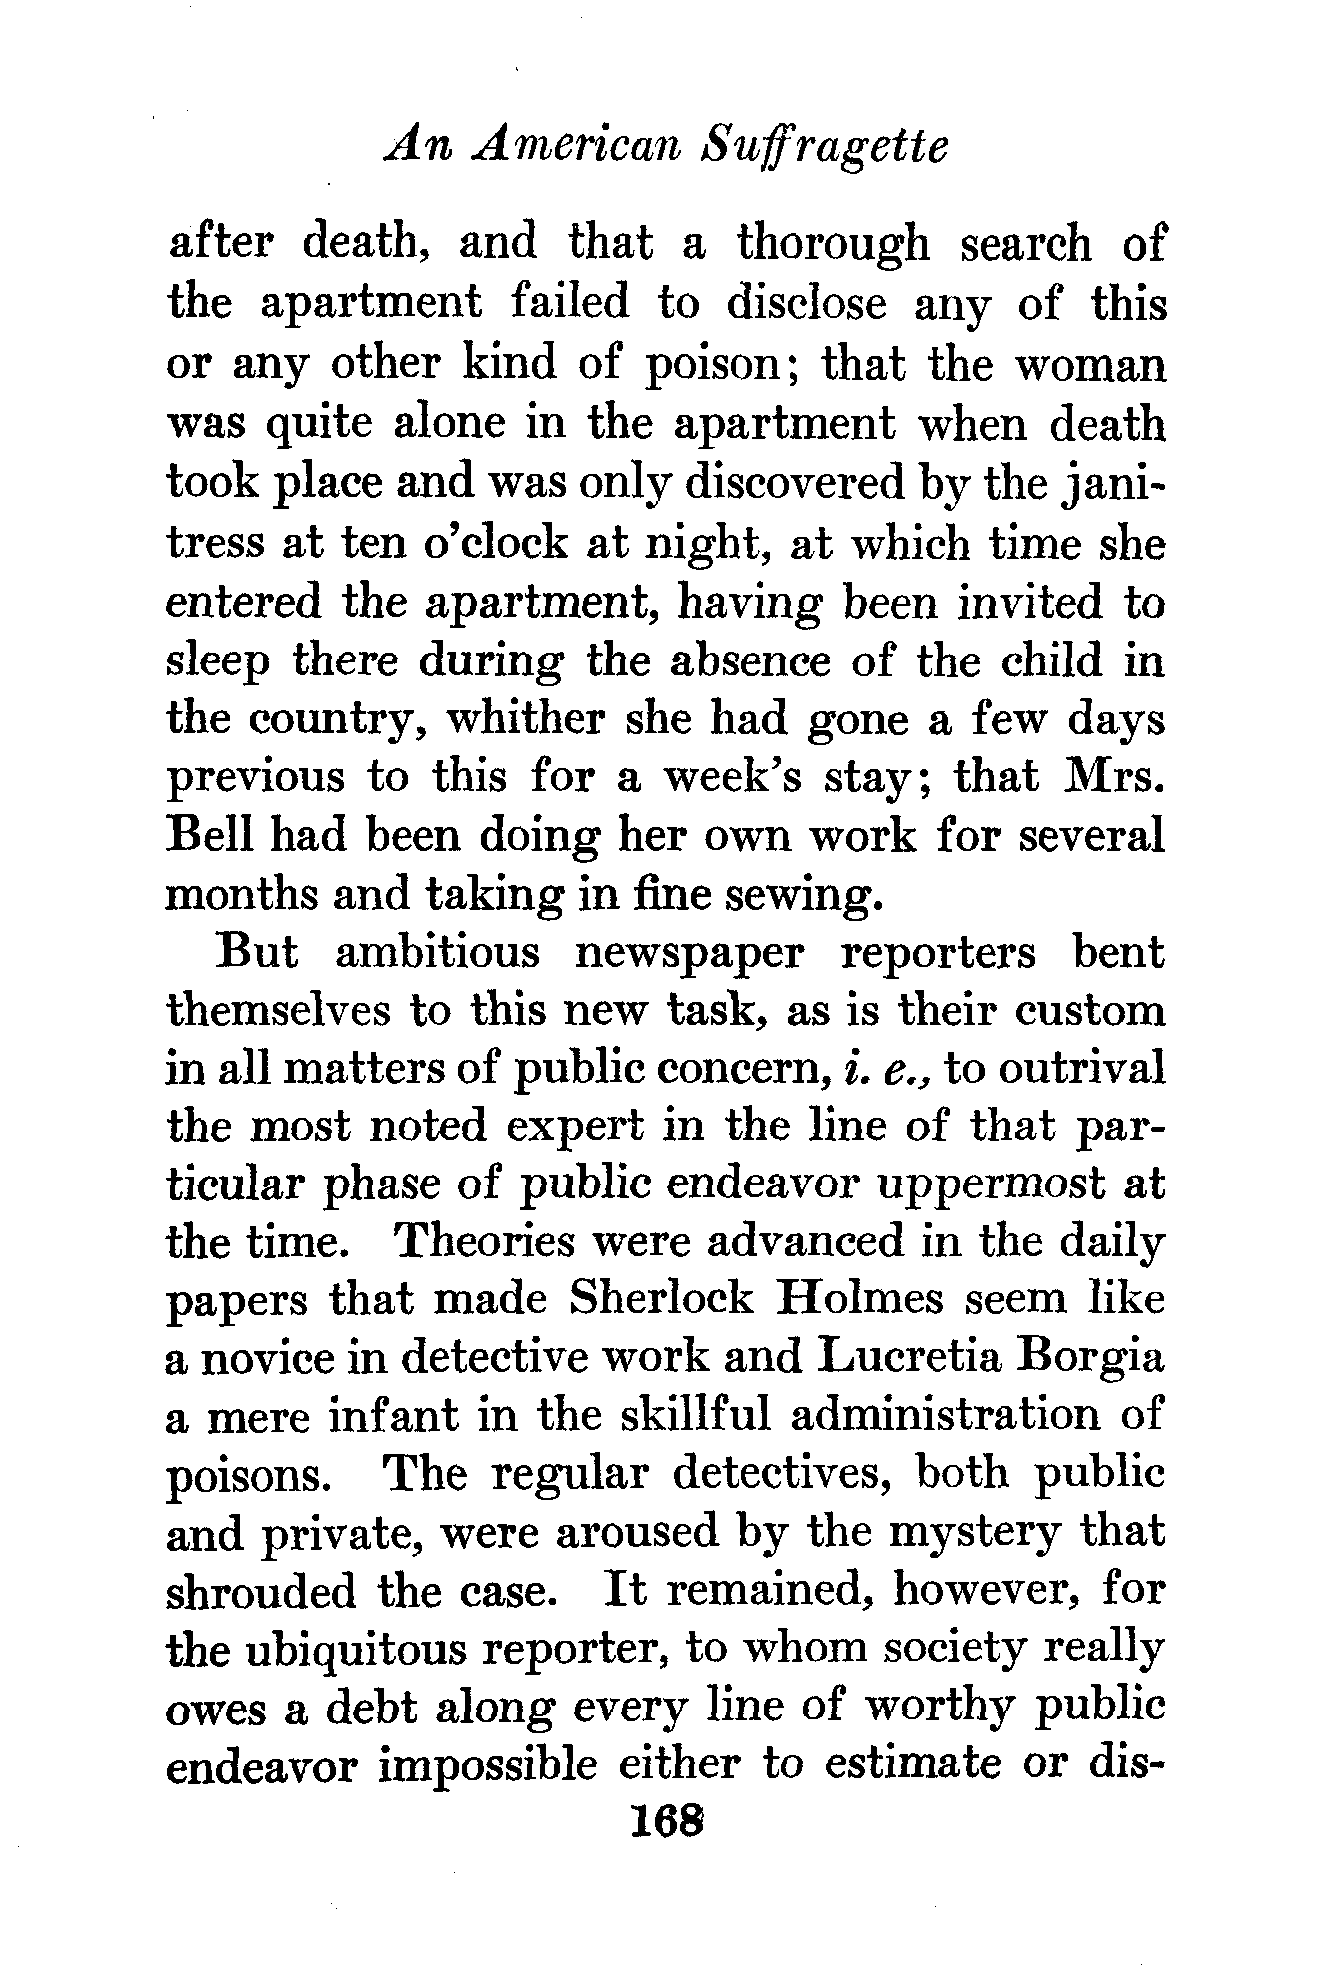 An American Suffragette
after death, and that a thorough search of
the apartment failed to disclose any of this
or any other kind of poison; that the woman
was quite alone in the apartment when death
took place and was only discovered by the jani-
tress at ten o'clock at night, at which time she
entered the apartment, having been invited to
sleep there during the absence of the child in
the country, whither she had gone a few days
previous to this for a week's stay; that Mrs.
Bell had been doing her own work for several
months and taking in fine sewing.
But ambitious newspaper reporters bent
themselves to this new task, as is their custom
in all matters of public concern, i. e., to outrival
the most noted expert in the line of that par-
ticular phase of public endeavor uppermost at
the time. Theories were advanced in the daily
papers that made Sherlock Holmes seem like
a novice in detective work and Lucretia Borgia
a mere infant in the skillful administration of
poisons. The regular detectives, both public
and private, were aroused by the mystery that
shrouded the case. It remained, however, for
the ubiquitous reporter, to whom society really
owes a debt along every line of worthy public
endeavor impossible either to estimate or dis-
168